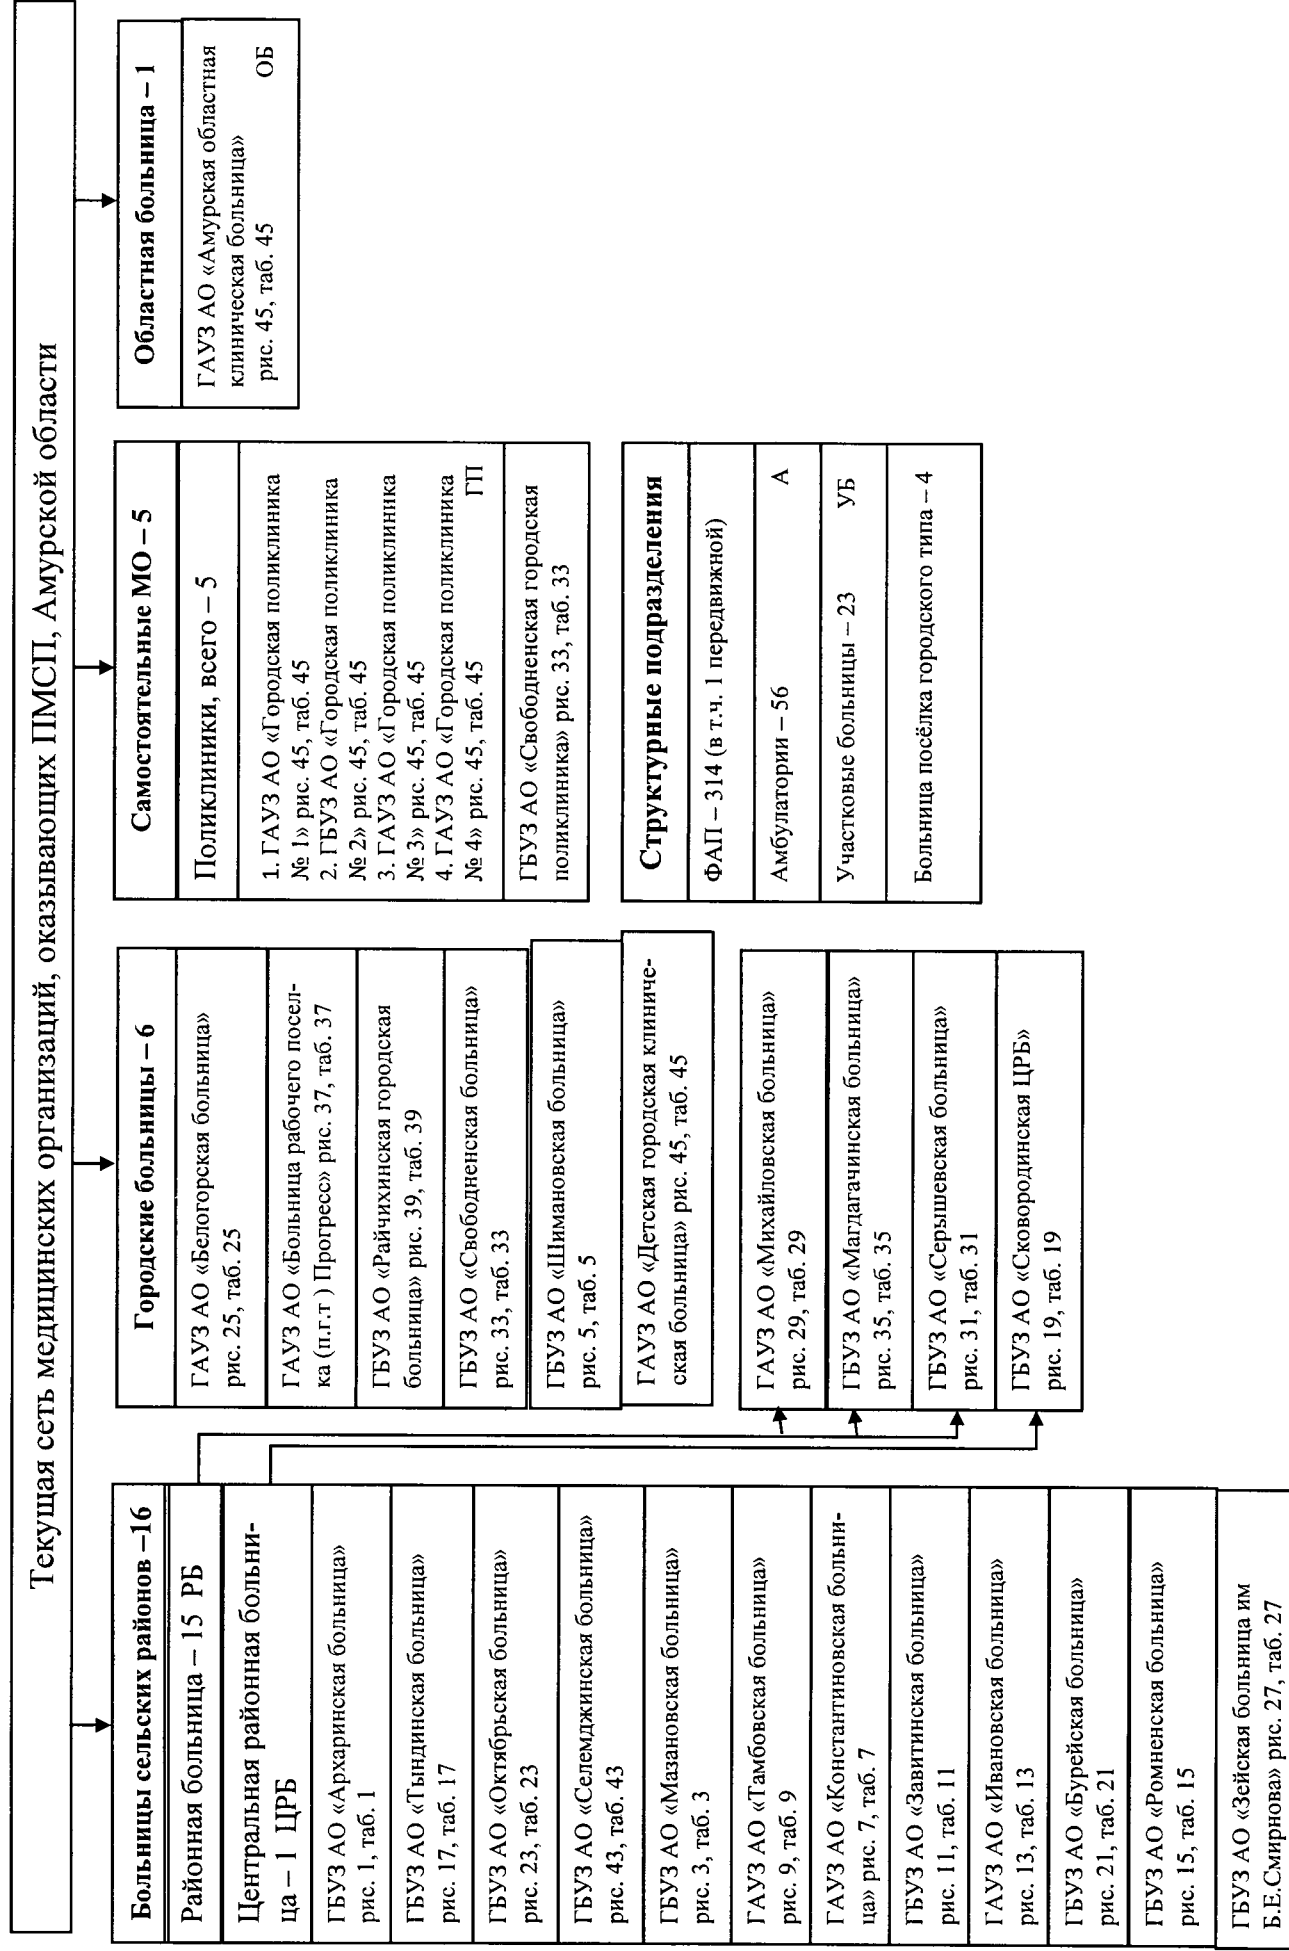 Текущая сеть медицинских организаций, оказывающих ПМСП, Амурской области
Больницы сельских районов –16
Районная больница – 15 РБ
Центральная районная больни-
ца – 1 ЦРБ
ГБУЗ АО «Архаринская больница»
рис. 1, таб. 1
ГБУЗ АО «Тындинская больница»
рис. 17, таб. 17
ГБУЗ АО «Октябрьская больница»
рис. 23, таб. 23
ГБУЗ АО «Селемджинская больница»
рис. 43, таб. 43
ГБУЗ АО «Мазановская больница»
рис. 3, таб. 3
ГАУЗ АО «Тамбовская больница»
рис. 9, таб. 9
ГАУЗ АО «Константиновская больни-
ца» рис. 7, таб. 7
ГБУЗ АО «Завитинская больница»
рис. 11, таб. 11
ГАУЗ АО «Ивановская больница»
рис. 13, таб. 13
ГБУЗ АО «Бурейская больница»
рис. 21, таб. 21
ГБУЗ АО «Ромненская больница»
рис. 15, таб. 15
ГБУЗ АО «Зейская больница им
Б.Е.Смирнова» рис. 27, таб. 27
Городские больницы – 6
ГАУЗ АО «Белогорская больница»
рис. 25, таб. 25
ГАУЗ АО «Больница рабочего посел-
ка (п.г.т ) Прогресс» рис. 37, таб. 37
ГБУЗ АО «Райчихинская городская
больница» рис. 39, таб. 39
ГБУЗ АО «Свободненская больница»
рис. 33, таб. 33
ГБУЗ АО «Шимановская больница»
рис. 5, таб. 5
ГАУЗ АО «Детская городская клиниче-
ская больница» рис. 45, таб. 45
ГАУЗ АО «Михайловская больница»
рис. 29, таб. 29
ГБУЗ АО «Магдагачинская больница»
рис. 35, таб. 35
ГБУЗ АО «Серышевская больница»
рис. 31, таб. 31
ГБУЗ АО «Сковородинская ЦРБ»
рис. 19, таб. 19
Самостоятельные МО – 5
Поликлиники, всего – 5
1. ГАУЗ АО «Городская поликлиника
№ 1» рис. 45, таб. 45
2. ГБУЗ АО «Городская поликлиника
№ 2» рис. 45, таб. 45
3. ГАУЗ АО «Городская поликлиника
№ 3» рис. 45, таб. 45
4. ГАУЗ АО «Городская поликлиника
№ 4» рис. 45, таб. 45 ГП
ГБУЗ АО «Свободненская городская
поликлиника» рис. 33, таб. 33
Структурные подразделения
ФАП – 314 (в т.ч. 1 передвижной)
Амбулатории – 56 А
Участковые больницы – 23 УБ
Больница посёлка городского типа – 4
Областная больница – 1
ГАУЗ АО «Амурская областная
клиническая больница»
рис. 45, таб. 45 ОБ